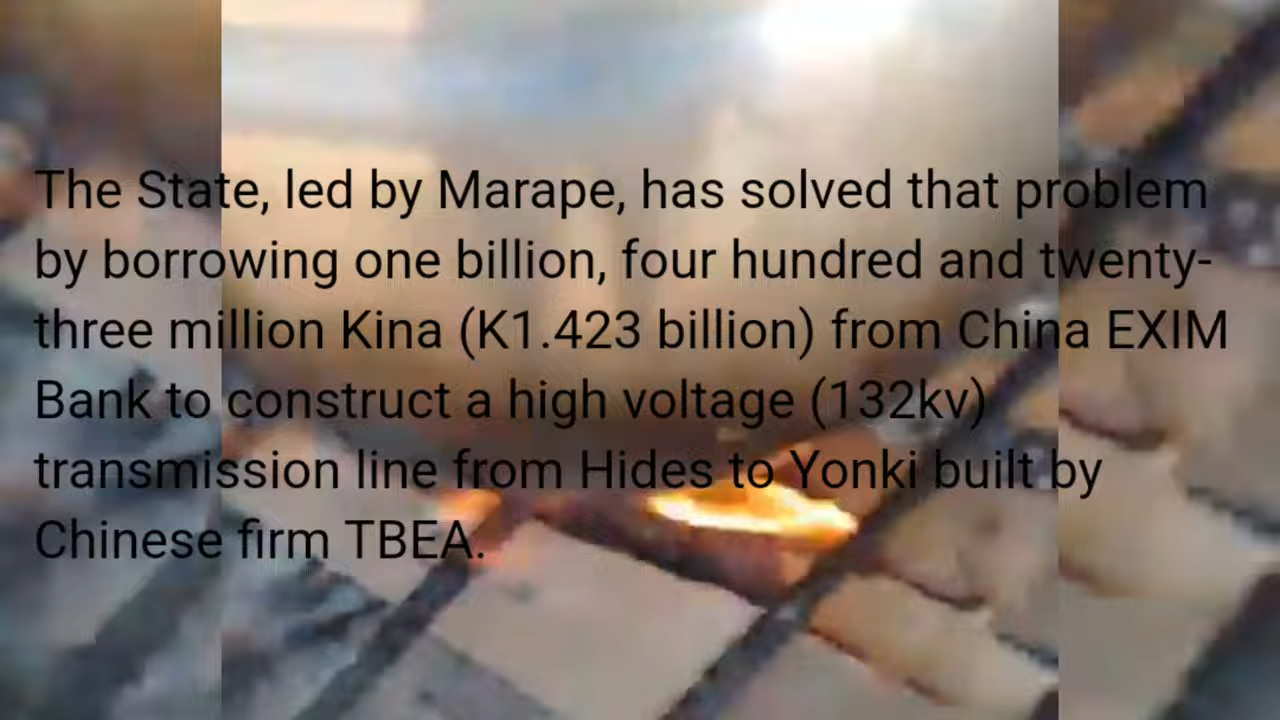 The State, led by Marape, has solved that problem
by borrowing one billion, four hundred and twenty-
three million Kina (K1.423 billion) from China EXIM
Bank to construct a high voltage (132kv)
transmission line from Hides to Yonki built by
Chinese firm TBEA.